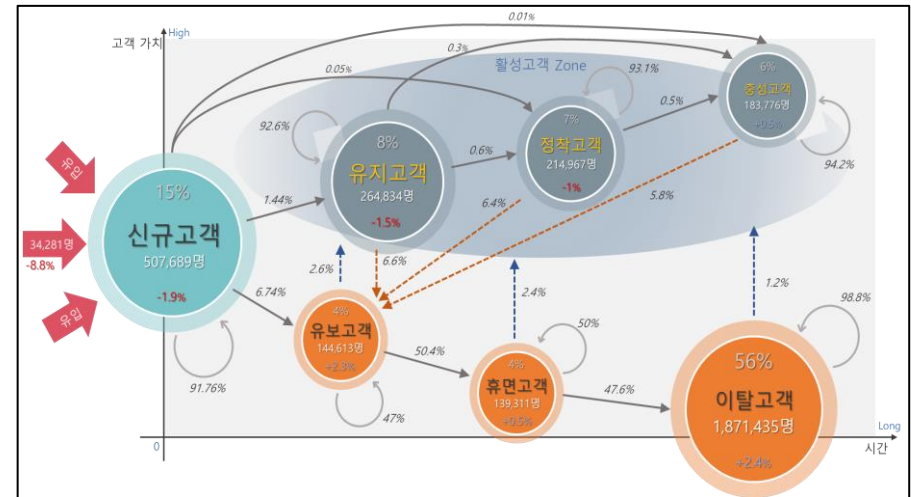 고객 가치
High
0.01%
0.3%
0.05%
활성고객 Zone
93.1%
6%
충성고객
183,776명
+0.5%
0.5%
94.2%
92.6%
8%
유지고객
264,834명
-1.5%
0.6%
7%
정착고객
214,967명
-1%
유입
34,281명
-8.8%
유입
15%
신규고객
507,689명
-1.9%
1.44%
6.4%
5.8%
2.6%
6.6%
2.4%
1.2%
6.74%
91.76%
4%
유보고객
144,613명
+2.3%
47%
50.4%
4%
휴면고객
139,311명
+0.5%
50%
47.6%
56%
이탈고객
1,871,435명
+2.4%
98.8%
0
Long
시간